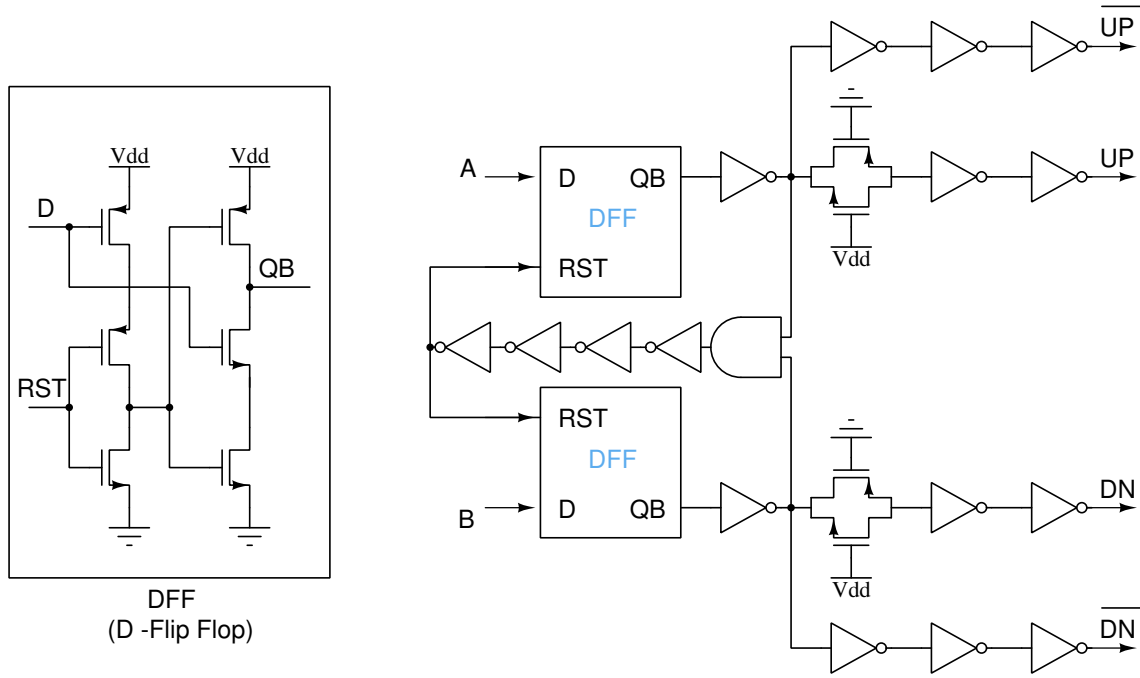 Vdd
Vdd
D
QB
RST
DFF
(D -Flip Flop)
A
D
QB
DFF
RST
RST
DFF
D
QB
B
UP
-
UP
Vdd
-
DN
Vdd
DN